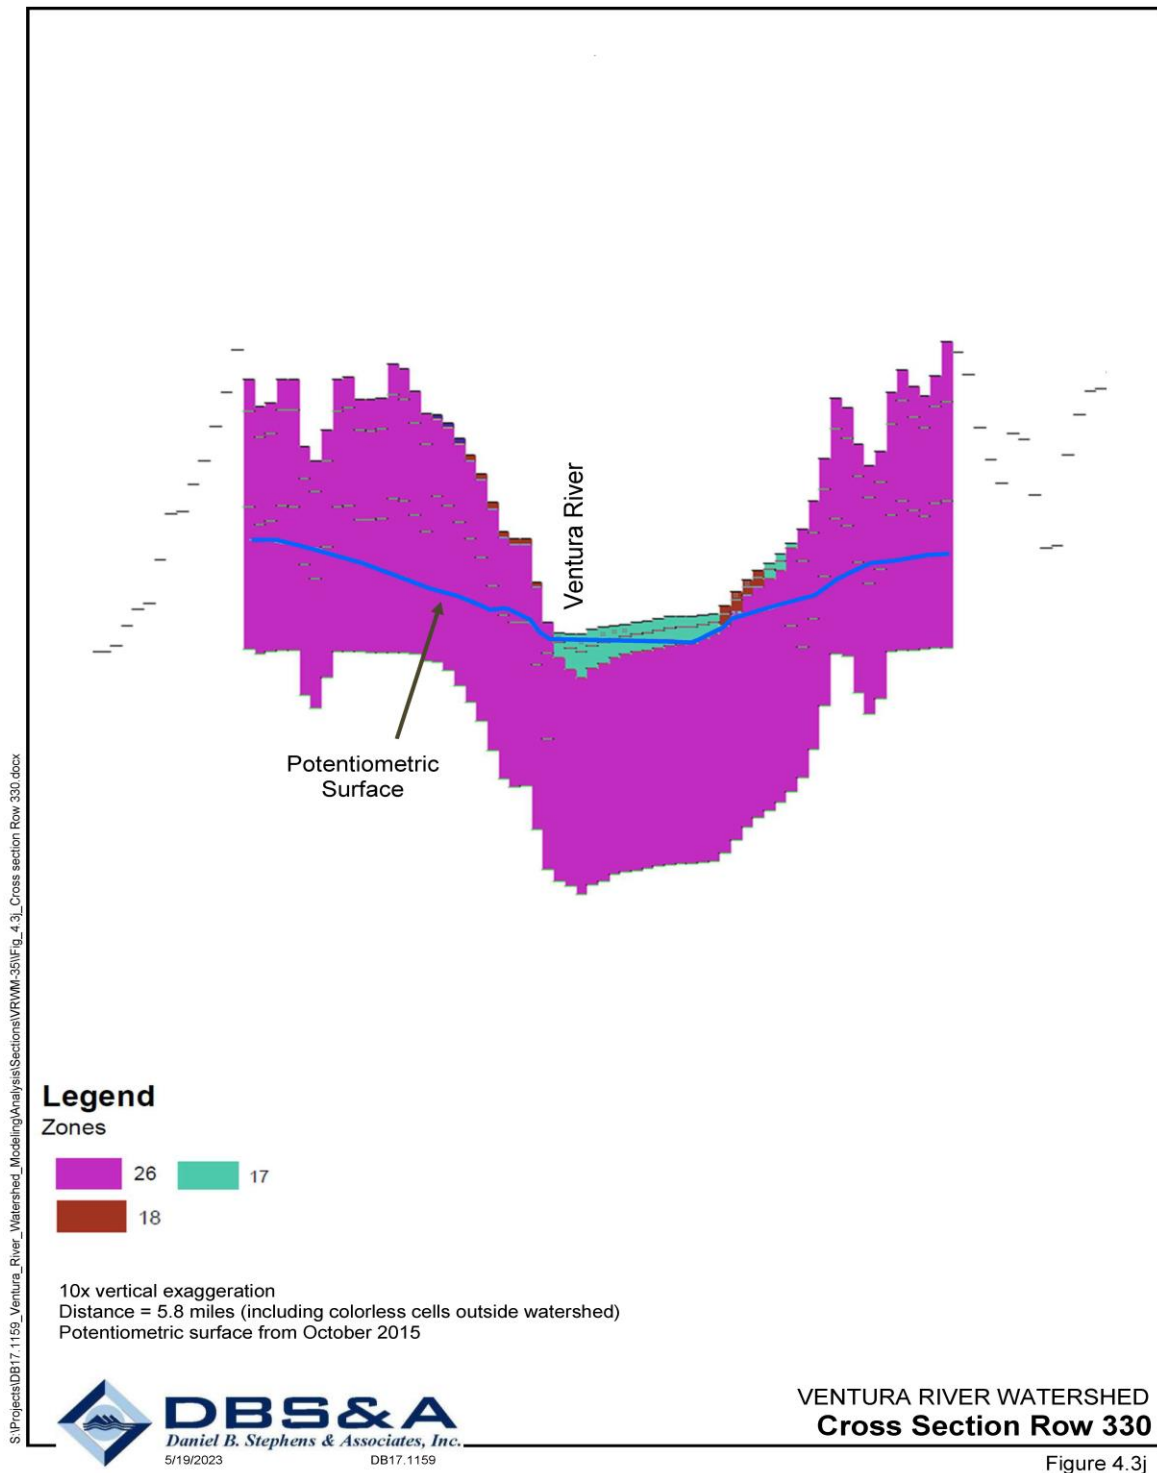 Ventura River
Potentiometric
Surface
S:\Projects\DB17.1159_Ventura_River_Watershed_Modeling\Analysis\Sections\VRWM-35\\Fig_4.3j_Cross section Row 330.docx
Legend
Zones
26
17
18
10x vertical exaggeration
Distance = 5.8 miles (including colorless cells outside watershed)
Potentiometric surface from October 2015
DBS&A
Daniel B. Stephens & Associates, Inc.
5/19/2023 DB17.1159
VENTURA RIVER WATERSHED
Cross Section Row 330
Figure 4.3j